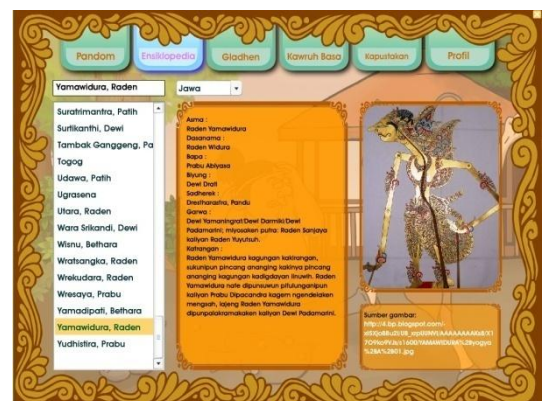 Pandom
Ensiklopedia
Gladhen
Kawruh Basa
Kapustakan
Profil
Yamawidura, Raden
Jawa
Suratrimantra, Patih
Surtikanthi, Dewi
Tambak Ganggeng, Pa
Togog
Udawa, Patih
Ugrasena
Utara, Raden
Wara Srikandi, Dewi
Wisnu, Bethara
Wratsangka, Raden
Wrekudara, Raden
Wresaya, Prabu
Yamadipati, Bethara
Yamawidura, Raden
Yudhistira, Prabu
Asma :
Raden Yamawidura
Dasanama :
Raden Widura
Bapa :
Prabu Abiyasa
Biyung :
Dewi Drati
Sadherek :
Drestharastra, Pandu
Garwa :
Dewi Yamaningrat/Dewi Darmiki/Dewi
Padamarini; miyosaken putra: Raden Sanjaya
kaliyan Raden Yuyutsuh.
Katrangan :
Raden Yamawidura kagungan kakirangan,
sukunipun pincang ananging sakinya pincang
ananging kagungan kadigdayan linuwih. Raden
Yamawidura nate dipunsuwun pitulunganipun
kaliyan Prabu Dipacandra kagem ngendelaken
mengsah, lajeng Raden Yamawidura
dipunpalakramakaken kaliyan Dewi Padamarini.
Sumber gambar: